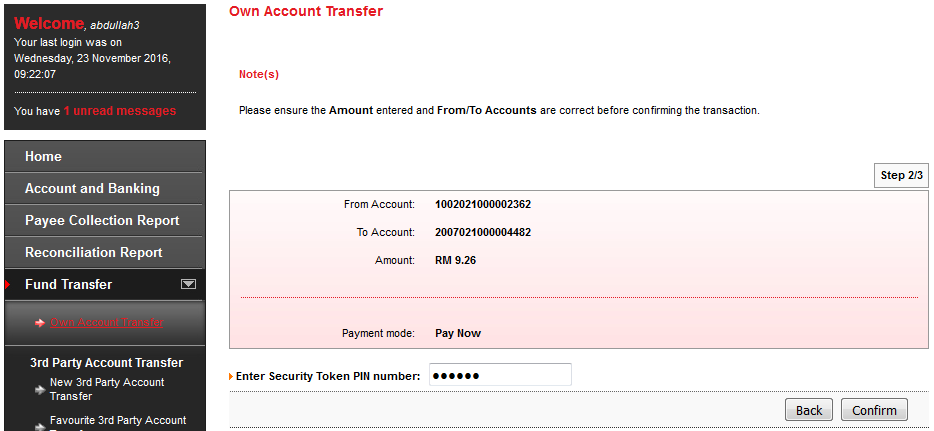 Welcome, abdullah3
Your last login was on
Wednesday, 23 November 2016,
09:22:07
You have 1 unread messages
Home
Account and Banking
Payee Collection Report
Reconciliation Report
Fund Transfer
Own Account Transfer
3rd Party Account Transfer
New 3rd Party Account
Transfer
Favourite 3rd Party Account
Own Account Transfer
Note(s)
Please ensure the Amount entered and From/To Accounts are correct before confirming the transaction.
Step 2/3
From Account: 1002021000002362
To Account: 2007021000004482
Amount: RM 9.26
Payment mode: Pay Now
Enter Security Token PIN number: ●●●●●●
Back Confirm